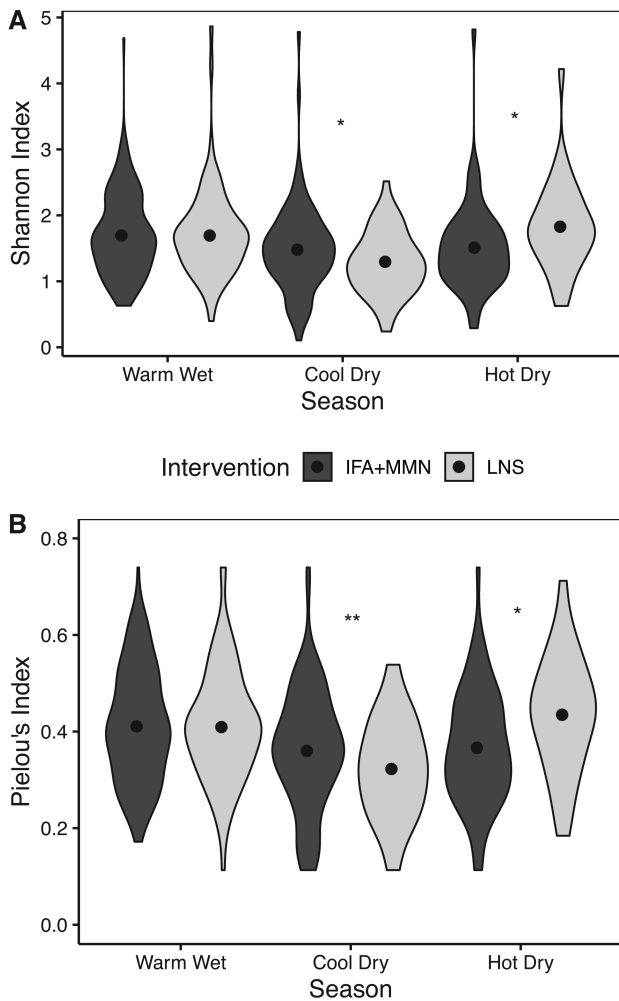 A
Shannon Index
5
4
3
2
1
0
*
*
Warm Wet Cool Dry Hot Dry
Season
Intervention IFA+MMN LNS
B
Pielou's Index
0.8
0.6
0.4
0.2
0.0
**
*
Warm Wet Cool Dry Hot Dry
Season